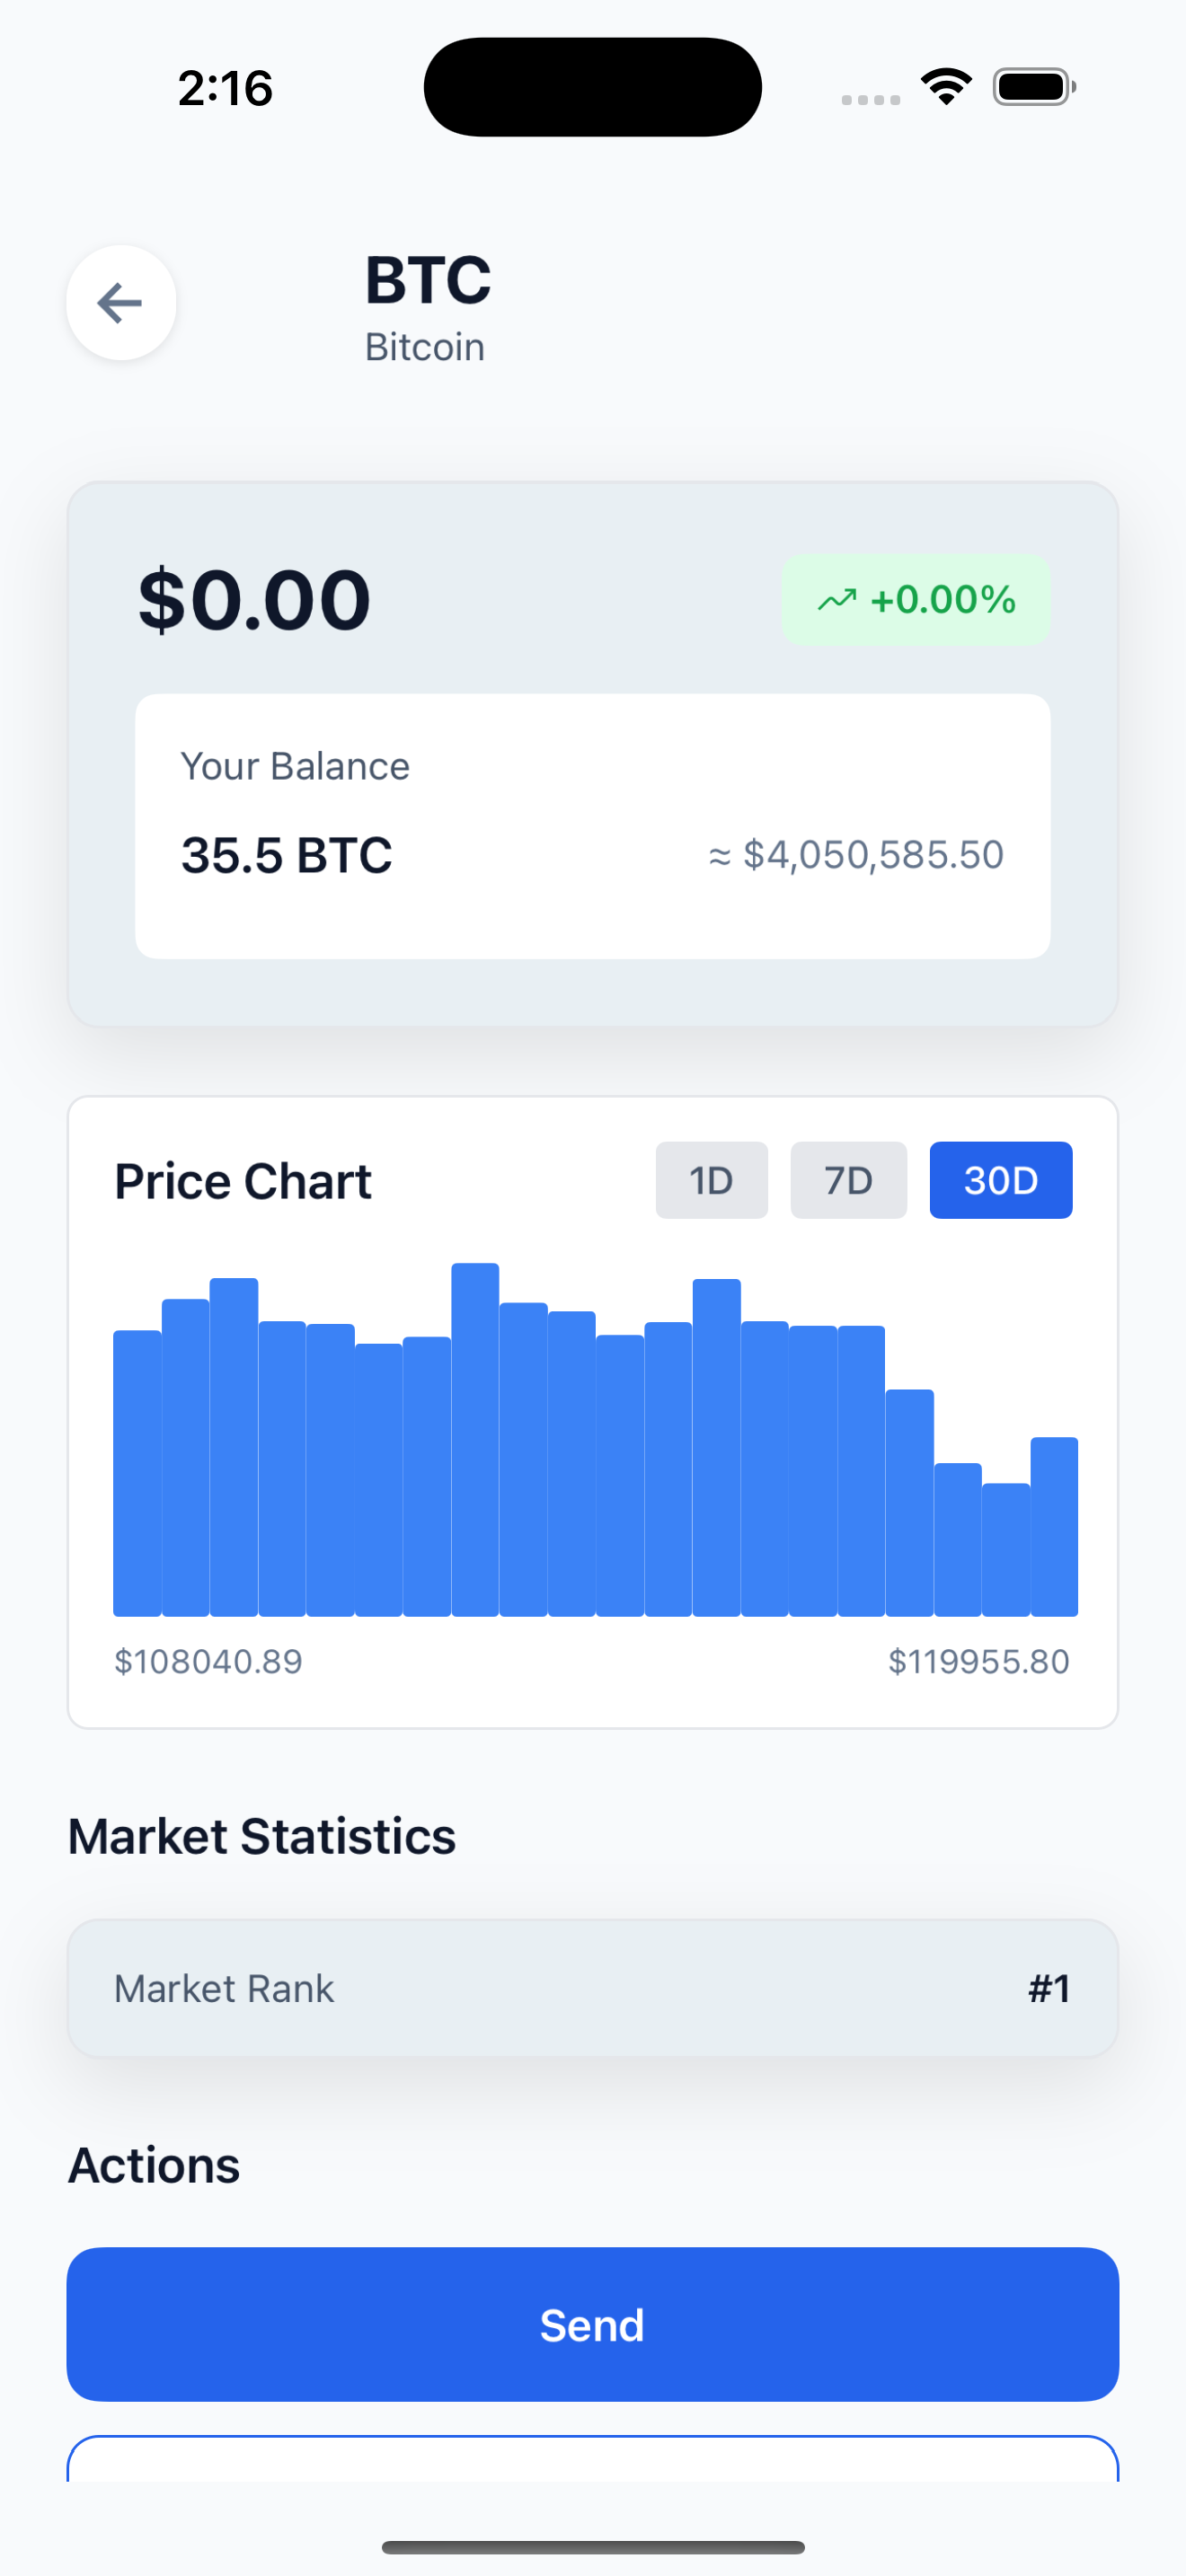 2:16
BTC
Bitcoin
$0.00
+0.00%
Your Balance
35.5 BTC
≈ $4,050,585.50
Price Chart
1D
7D
30D
$108040.89
$119955.80
Market Statistics
Market Rank
#1
Actions
Send